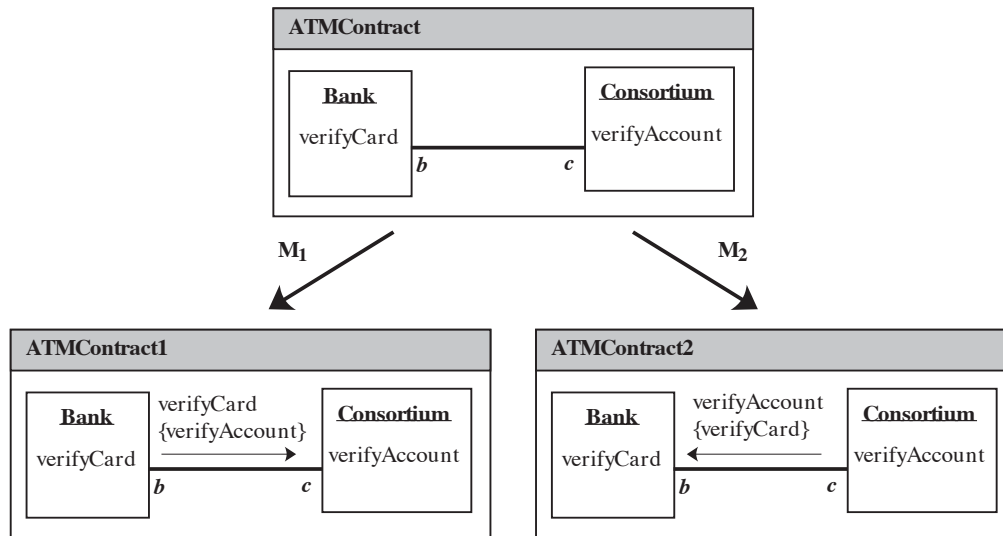 ATMContract
Bank
verifyCard
b
Consortium
verifyAccount
c
M1
M2
ATMContract1
Bank
verifyCard
b
verifyCard
{verifyAccount}
Consortium
verifyAccount
c
ATMContract2
Bank
verifyCard
b
verifyAccount
{verifyCard}
Consortium
verifyAccount
c